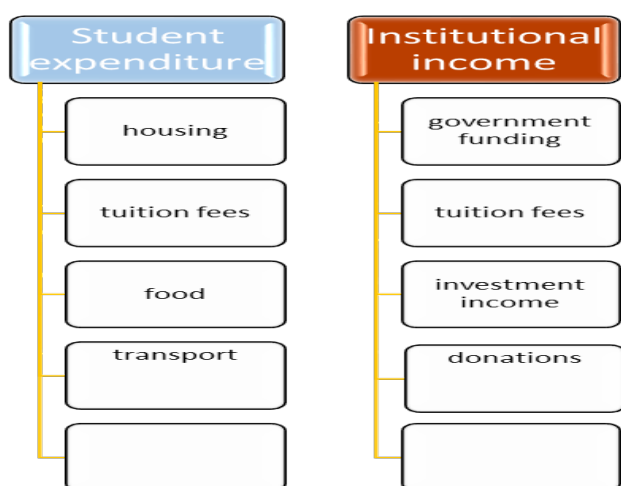 Student
expenditure
housing
tuition fees
food
transport
Institutional
income
government
funding
tuition fees
investment
income
donations